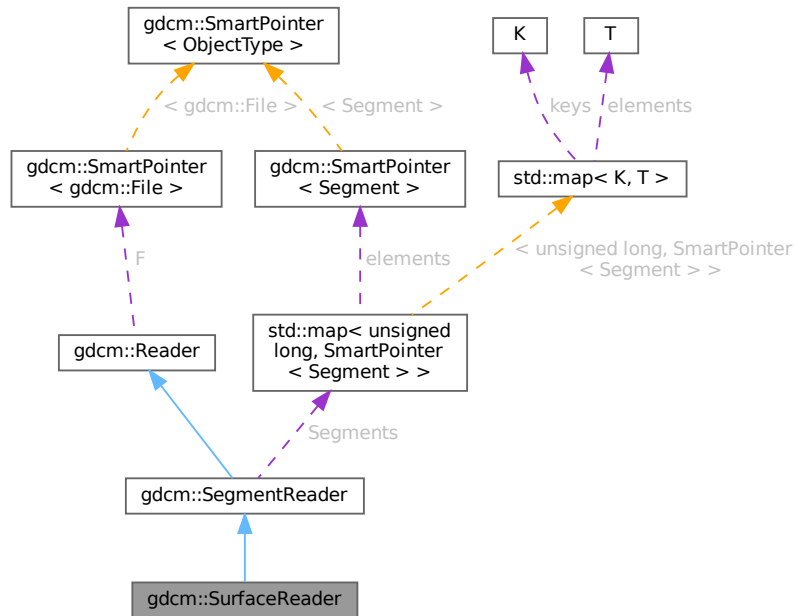 gdcm::SmartPointer
< ObjectType >
K
T
< gdcm::File >
< Segment >
keys
elements
gdcm::SmartPointer
< gdcm::File >
gdcm::SmartPointer
< Segment >
std::map< K, T >
F
elements
< unsigned long, SmartPointer
< Segment > >
gdcm::Reader
std::map< unsigned
long, SmartPointer
< Segment > >
Segments
gdcm::SegmentReader
gdcm::SurfaceReader